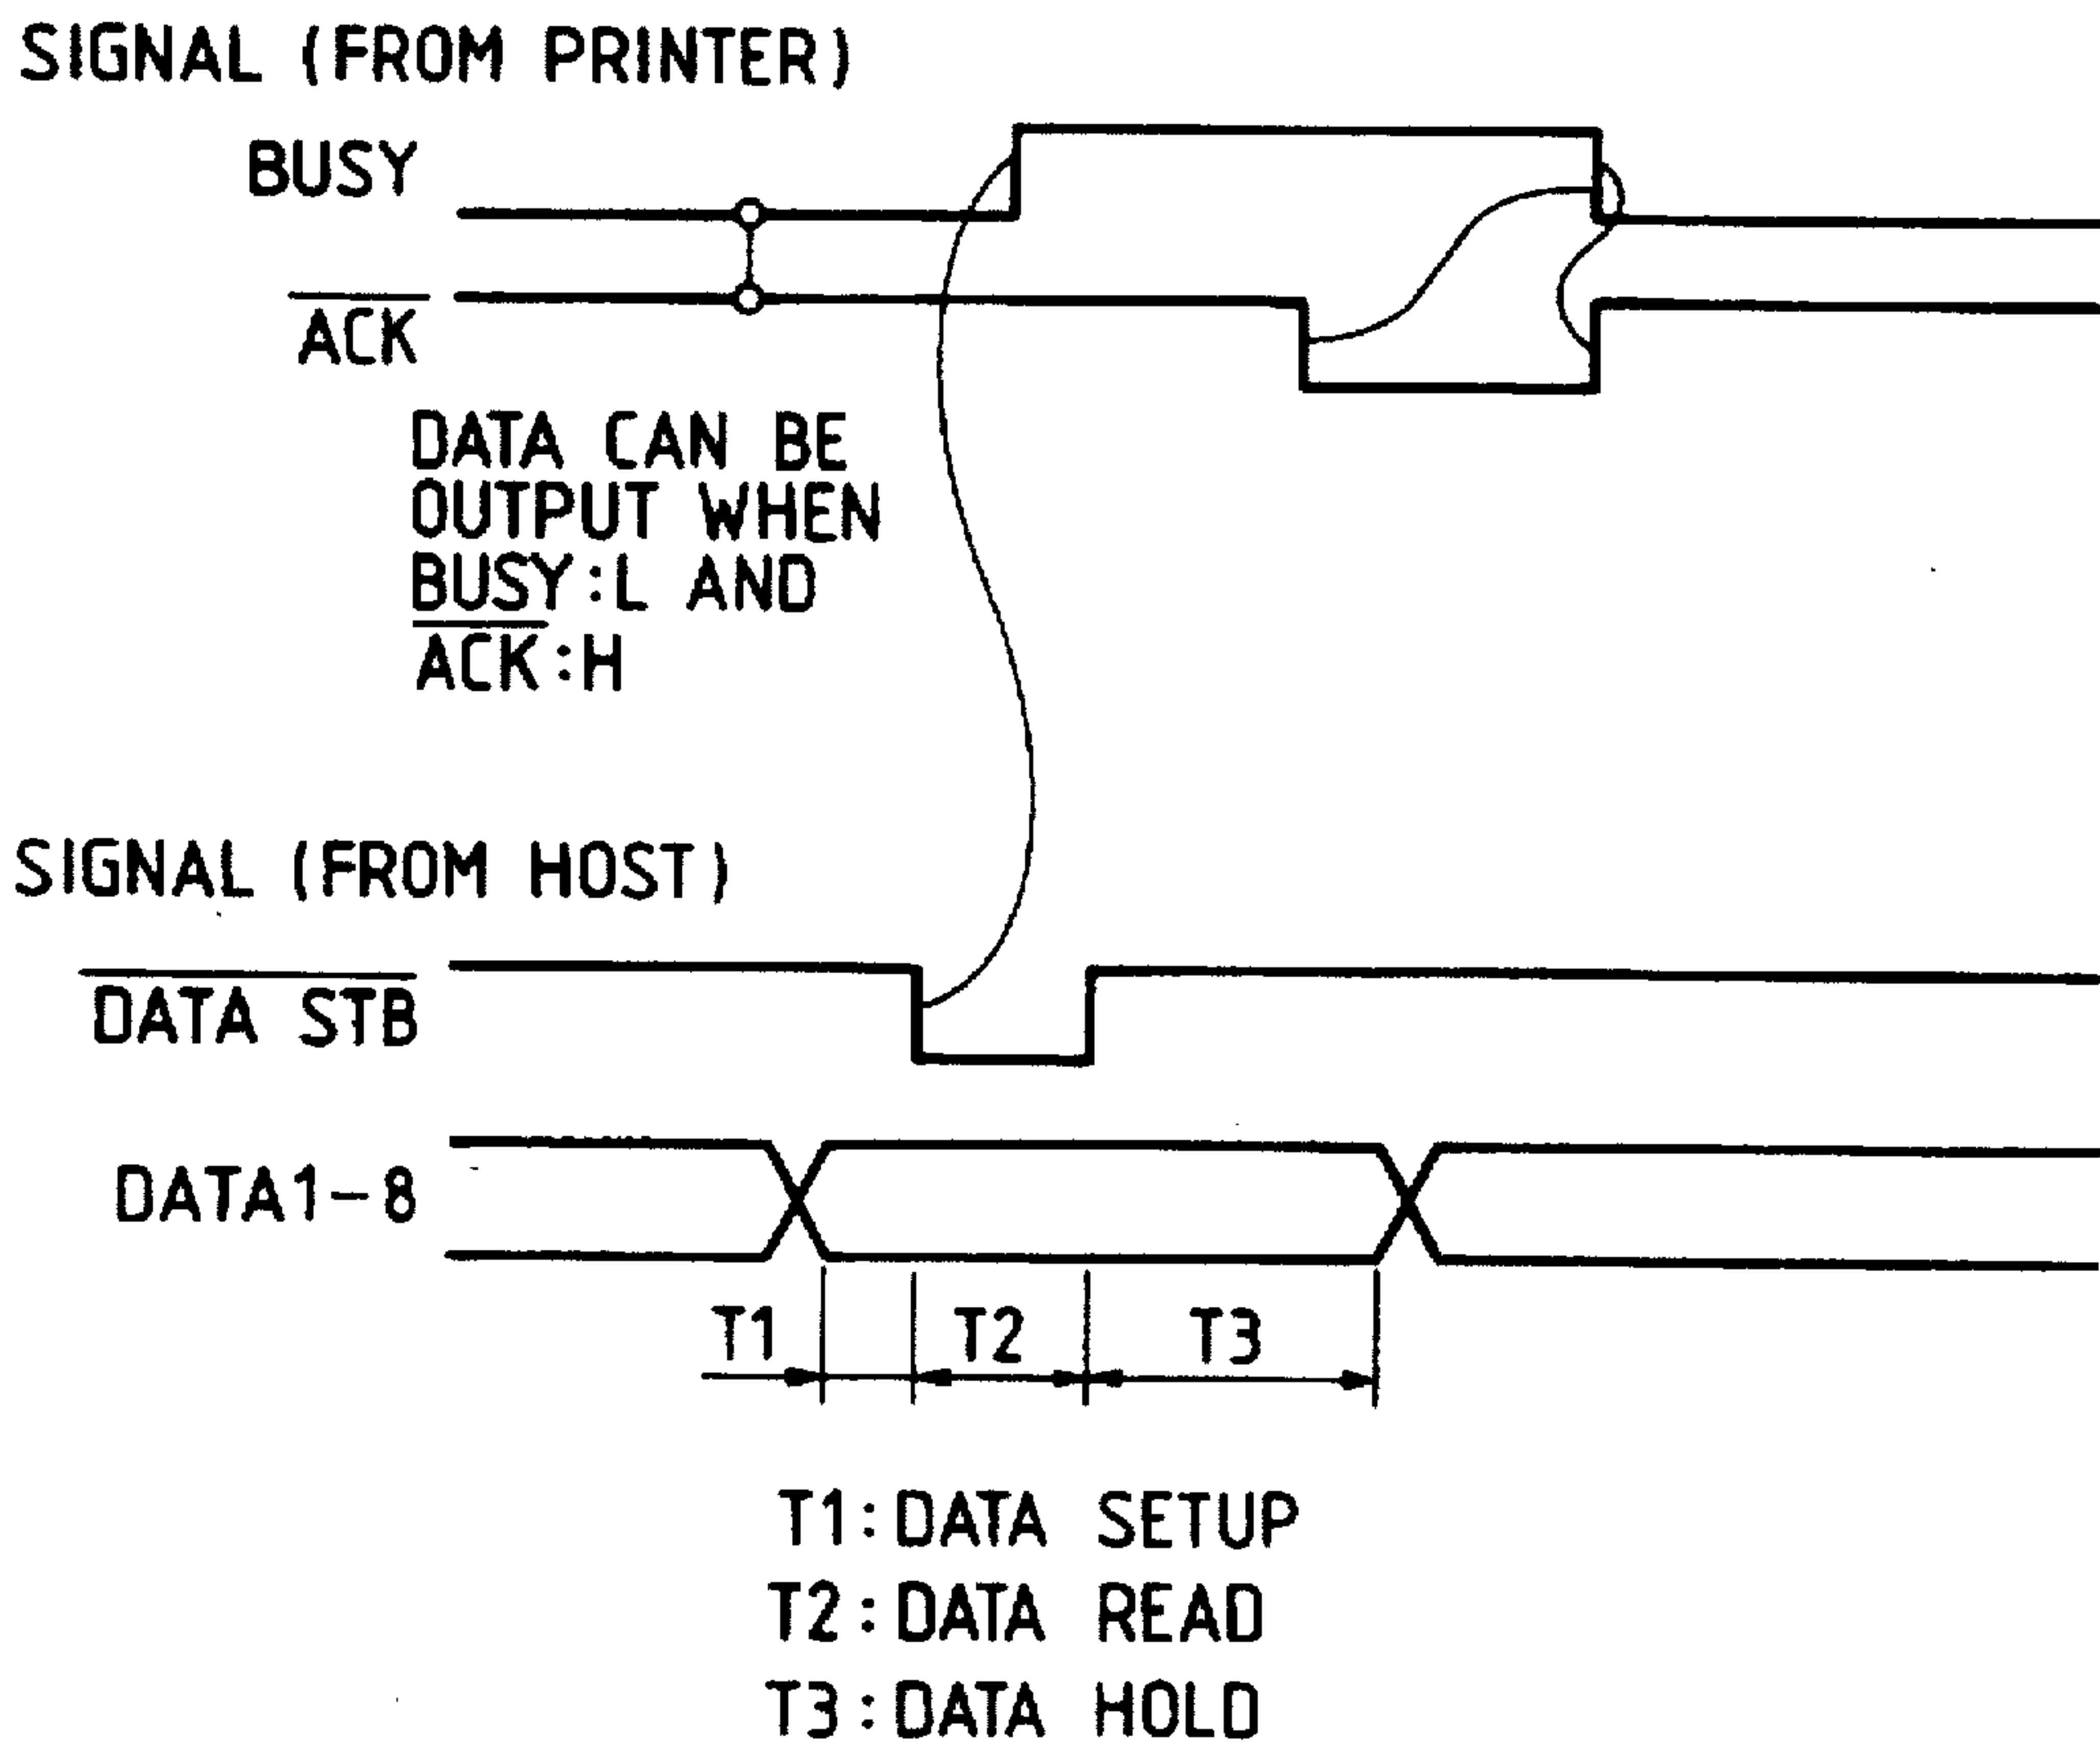 SIGNAL (FROM PRINTER)
BUSY
ACK
DATA CAN BE
OUTPUT WHEN
BUSY:L AND
ACK:H
SIGNAL (FROM HOST)
DATA STB
DATA1-8
T1 T2 T3
T1:DATA SETUP
T2:DATA READ
T3:DATA HOLD